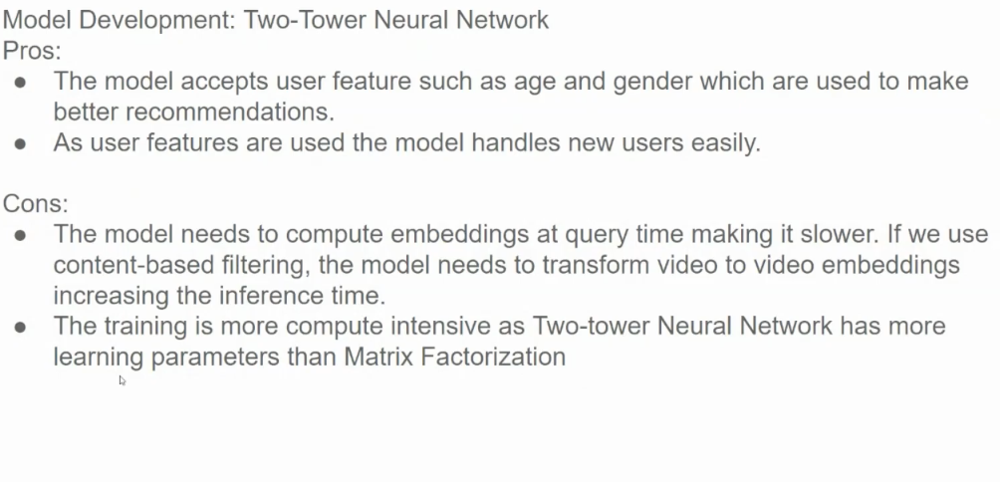 Model Development: Two-Tower Neural Network
Pros:
● The model accepts user feature such as age and gender which are used to make
better recommendations.
● As user features are used the model handles new users easily.
Cons:
● The model needs to compute embeddings at query time making it slower. If we use
content-based filtering, the model needs to transform video to video embeddings
increasing the inference time.
● The training is more compute intensive as Two-tower Neural Network has more
learning parameters than Matrix Factorization